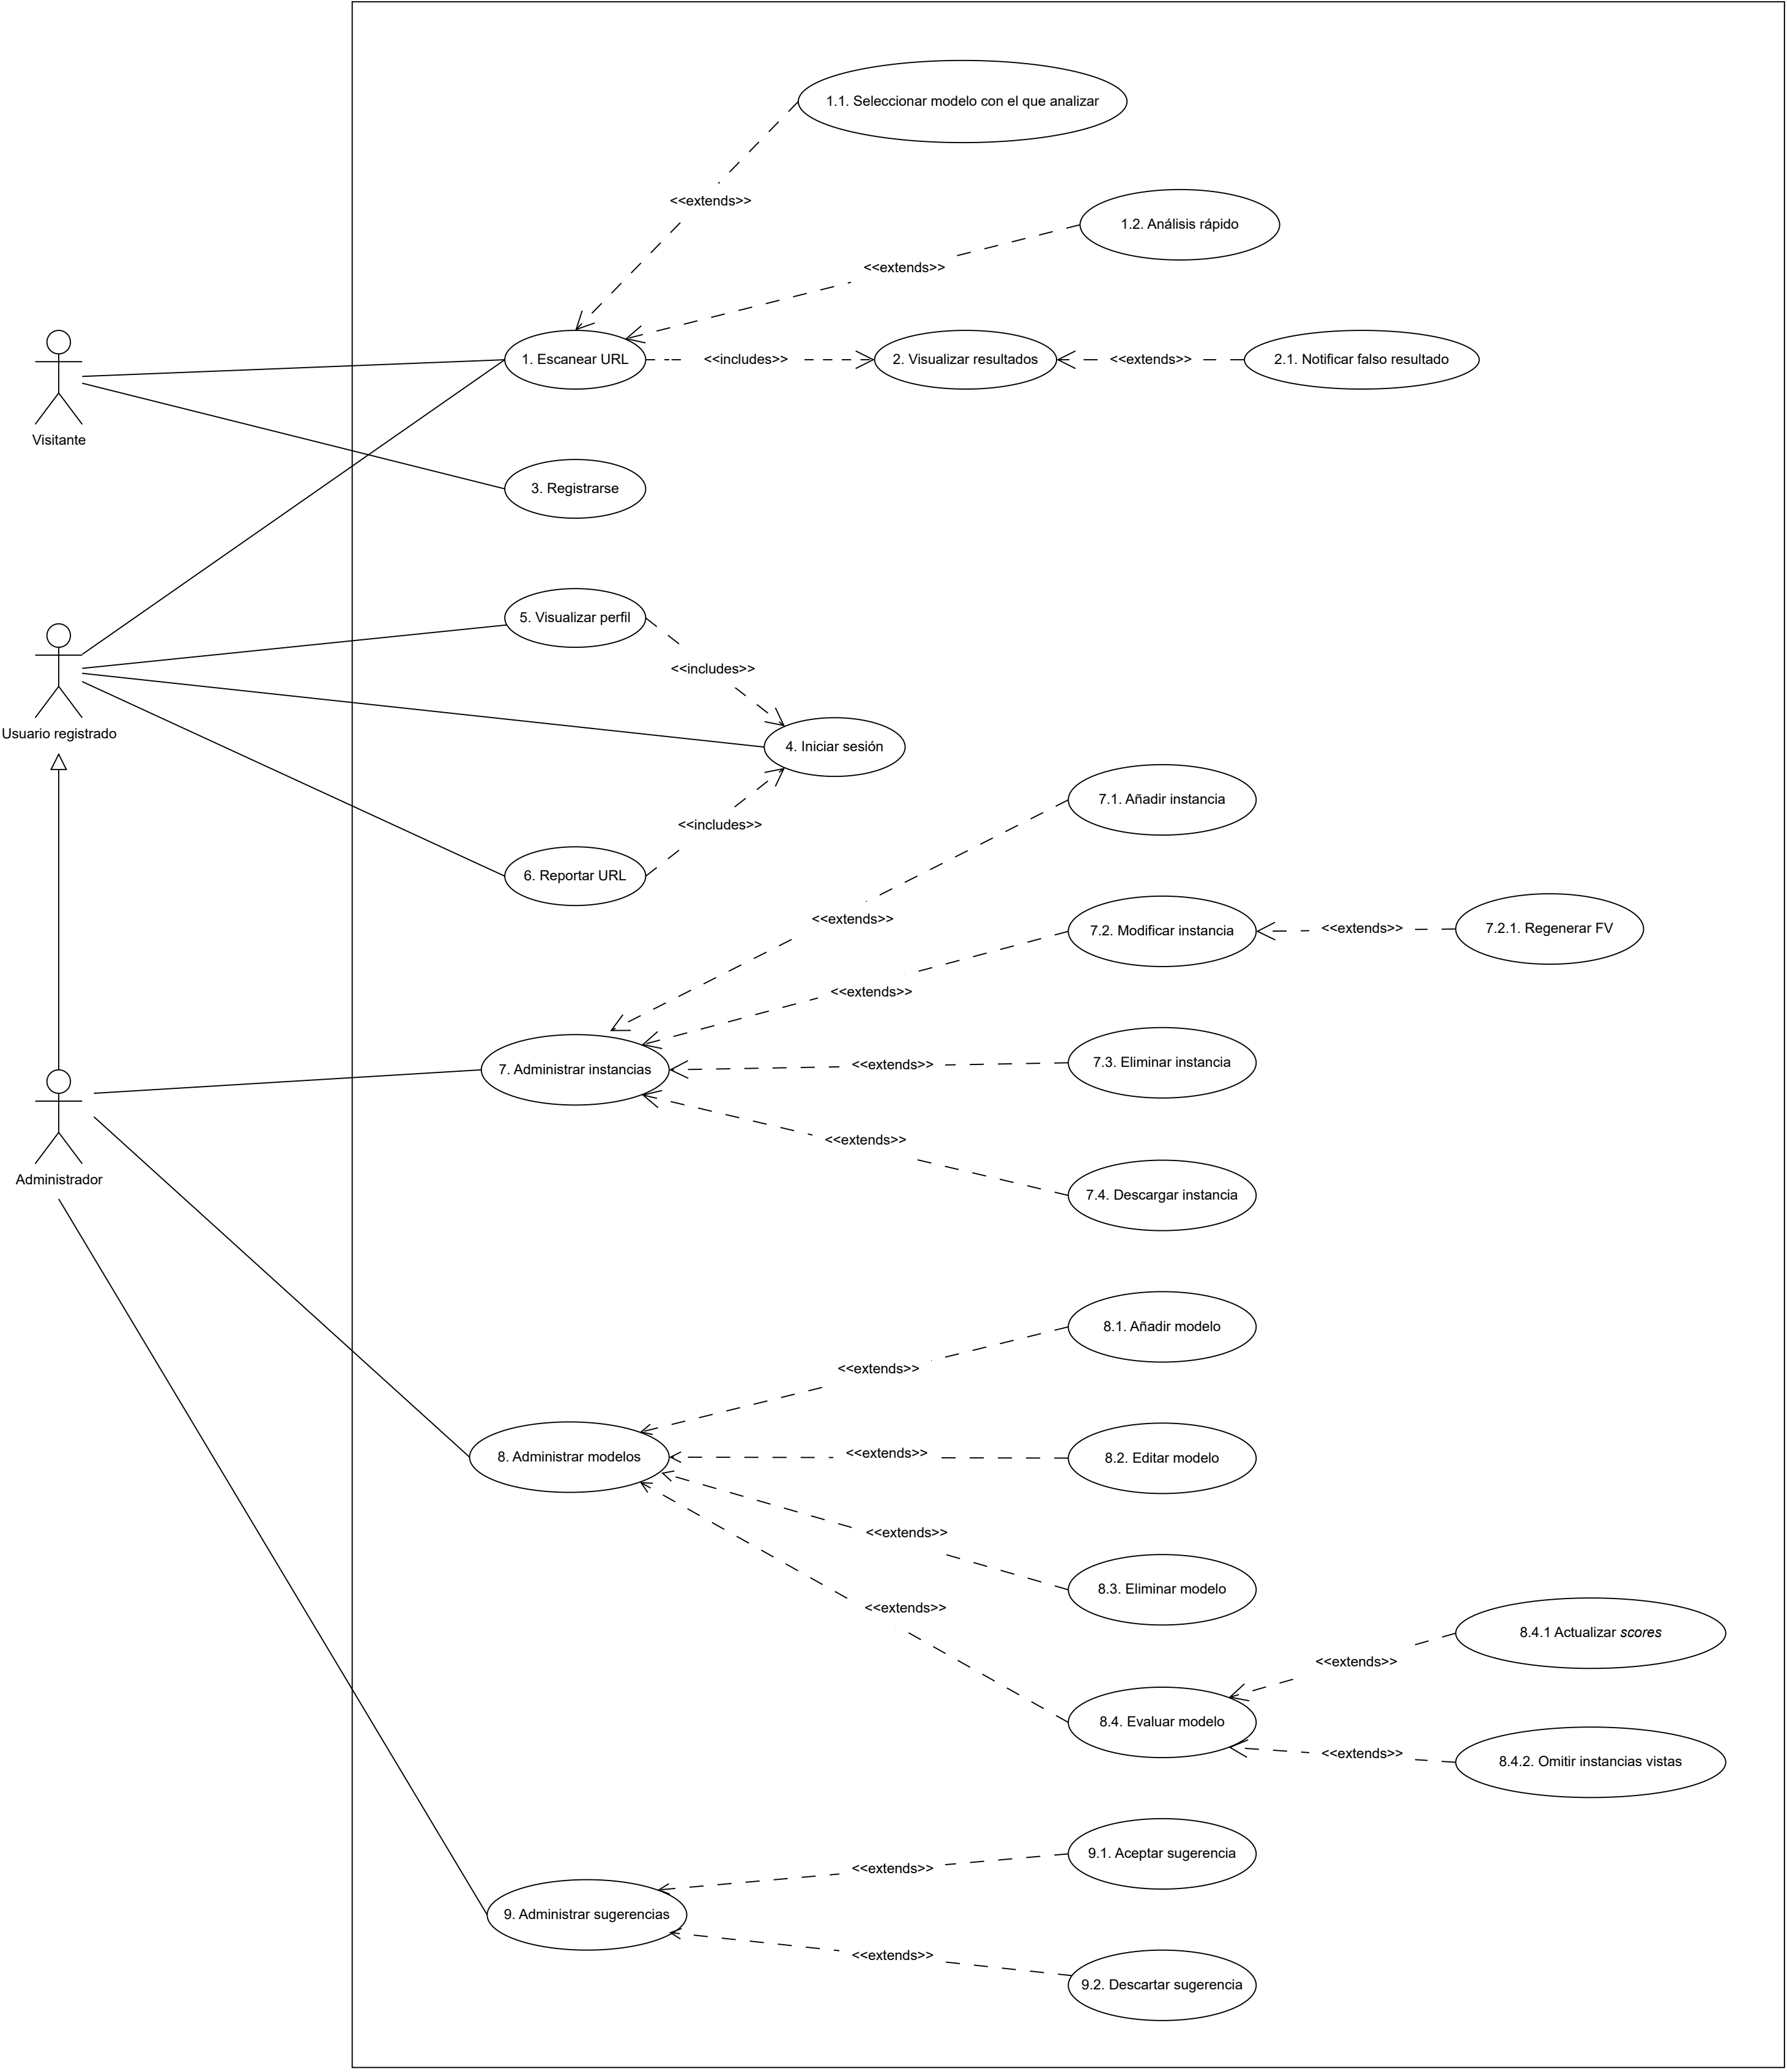 1.1. Seleccionar modelo con el que analizar
<<extends>>
1.2. Análisis rápido
<<extends>>
1. Escanear URL
<<includes>>
2. Visualizar resultados
<<extends>>
2.1. Notificar falso resultado
Visitante
3. Registrarse
5. Visualizar perfil
<<includes>>
Usuario registrado
4. Iniciar sesión
<<includes>>
6. Reportar URL
7.1. Añadir instancia
<<extends>>
7.2. Modificar instancia
<<extends>>
7.2.1. Regenerar FV
<<extends>>
7. Administrar instancias
<<extends>>
7.3. Eliminar instancia
<<extends>>
Administrador
7.4. Descargar instancia
8.1. Añadir modelo
<<extends>>
8. Administrar modelos
<<extends>>
8.2. Editar modelo
<<extends>>
8.3. Eliminar modelo
<<extends>>
8.4.1 Actualizar scores
<<extends>>
8.4. Evaluar modelo
<<extends>>
8.4.2. Omitir instancias vistas
9.1. Aceptar sugerencia
<<extends>>
9. Administrar sugerencias
<<extends>>
9.2. Descartar sugerencia